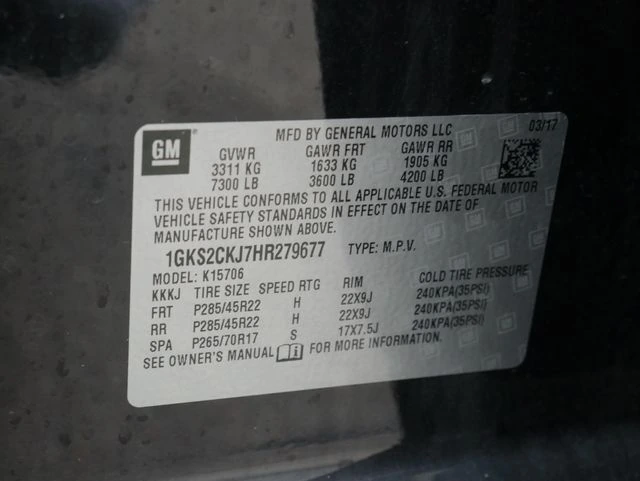 GM
MFD BY GENERAL MOTORS LLC 03/17
GVWR GAWR FRT GAWR RR
3311 KG 1633 KG 1905 KG
7300 LB 3600 LB 4200 LB
THIS VEHICLE CONFORMS TO ALL APPLICABLE U.S. FEDERAL MOTOR
VEHICLE SAFETY STANDARDS IN EFFECT ON THE DATE OF
MANUFACTURE SHOWN ABOVE.
1GKS2CKJ7HR279677 TYPE: M.P.V.
MODEL: K15706
KKKJ TIRE SIZE SPEED RTG RIM COLD TIRE PRESSURE
FRT P285/45R22 H 22X9J 240KPA(35PSI)
RR P285/45R22 H 22X9J 240KPA(35PSI)
SPA P265/70R17 S 17X7.5J 240KPA(35PSI)
SEE OWNER'S MANUAL FOR MORE INFORMATION.